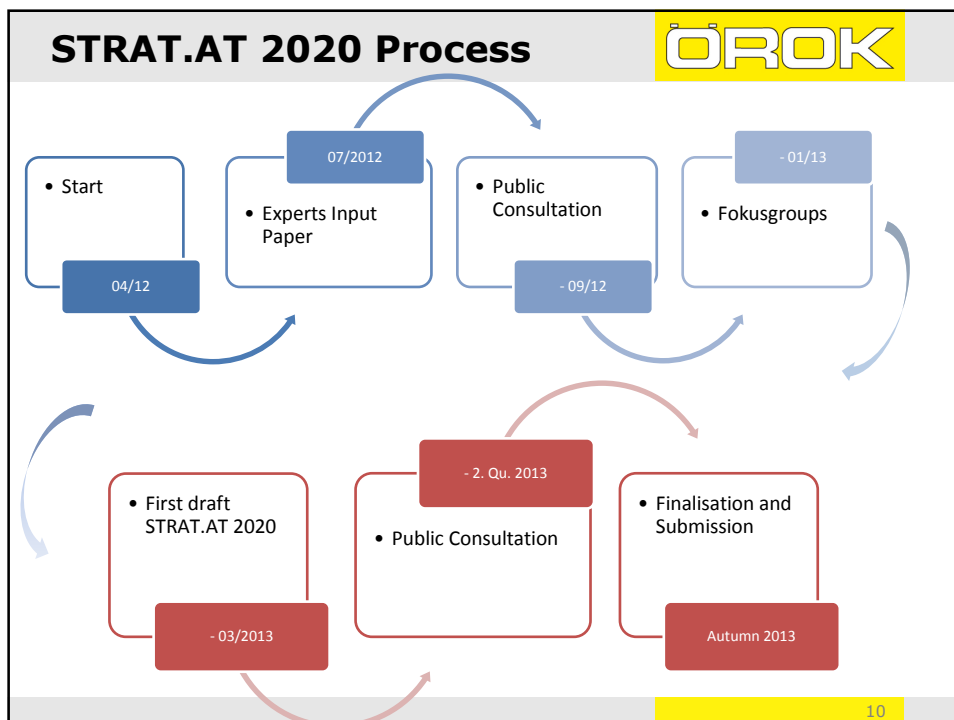 STRAT.AT 2020 Process
ÖROK
• Start
04/12
07/2012
• Experts Input
Paper
• Public
Consultation
- 09/12
- 01/13
• Fokusgroups
• First draft
STRAT.AT 2020
- 03/2013
- 2. Qu. 2013
• Public Consultation
• Finalisation and
Submission
Autumn 2013
10